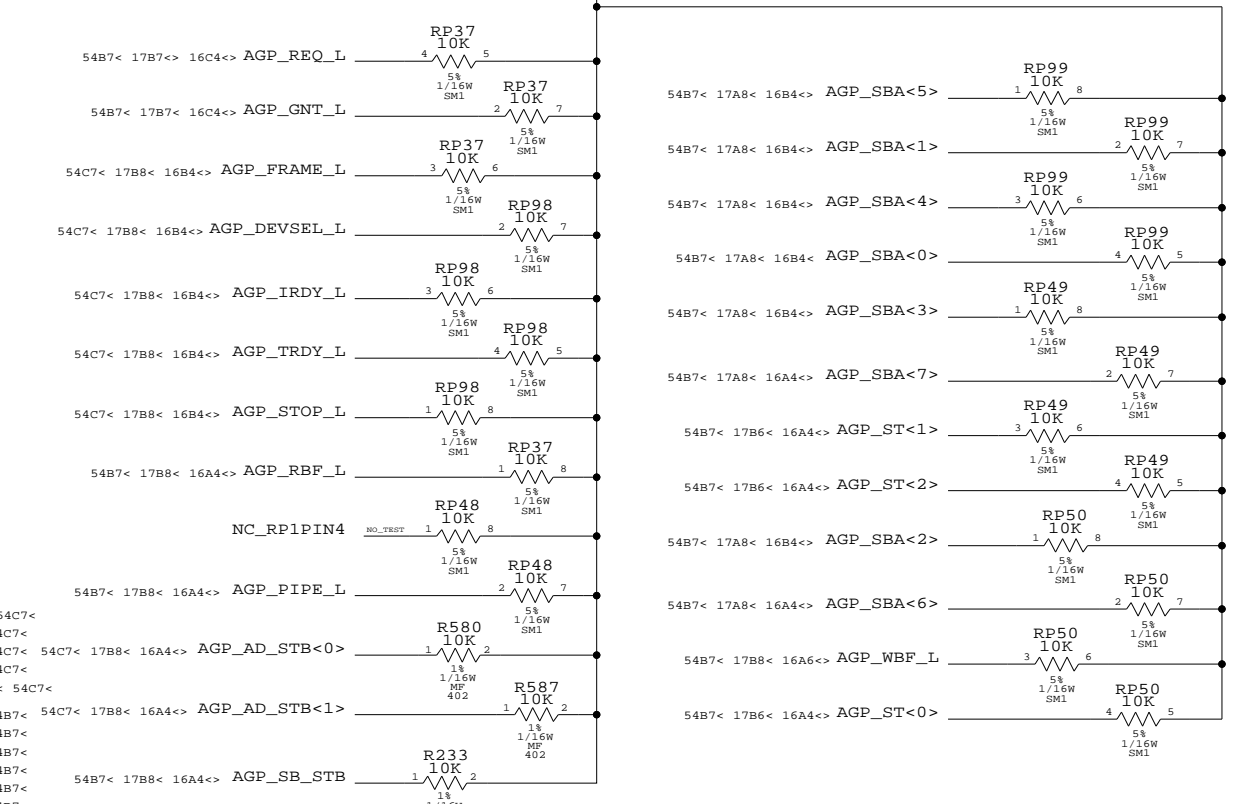 RP37
10K
54B7< 17B7<> 16C4<> AGP_REQ_L 4 5
5%
1/16W
SM1
RP37
10K
54B7< 17B7< 16C4<> AGP_GNT_L 2 7
5%
1/16W
SM1
RP37
10K
54C7< 17B8< 16B4<> AGP_FRAME_L 3 6
5%
1/16W
SM1
RP98
10K
54C7< 17B8< 16B4<> AGP_DEVSEL_L 2 7
5%
1/16W
SM1
RP98
10K
54C7< 17B8< 16B4<> AGP_IRDY_L 3 6
5%
1/16W
SM1
RP98
10K
54C7< 17B8< 16B4<> AGP_TRDY_L 4 5
5%
1/16W
SM1
RP98
10K
54C7< 17B8< 16B4<> AGP_STOP_L 1 8
5%
1/16W
SM1
RP37
10K
54B7< 17B8< 16A4<> AGP_RBF_L 1 8
5%
1/16W
SM1
RP48
10K
NC_RP1PIN4 NO_TEST 1 8
5%
1/16W
SM1
RP48
10K
54B7< 17B8< 16A4<> AGP_PIPE_L 2 7
5%
1/16W
SM1
54C7<
4C7<
R580
10K
4C7< 54C7< 17B8< 16A4<> AGP_AD_STB<0> 1 2
1%
1/16W
MF
402
4C7<
< 54C7<
R587
10K
4B7< 54C7< 17B8< 16A4<> AGP_AD_STB<1> 1 2
1%
1/16W
MF
402
4B7<
4B7<
4B7<
4B7<
R233
10K
54B7< 17B8< 16A4<> AGP_SB_STB 1 2
1%
RP99
10K
54B7< 17A8< 16B4<> AGP_SBA<5> 1 8
5%
1/16W
SM1
RP99
10K
54B7< 17A8< 16B4<> AGP_SBA<1> 2 7
5%
1/16W
SM1
RP99
10K
54B7< 17A8< 16B4<> AGP_SBA<4> 3 6
5%
1/16W
SM1
RP99
10K
54B7< 17A8< 16B4< AGP_SBA<0> 4 5
5%
1/16W
SM1
RP49
10K
54B7< 17A8< 16B4<> AGP_SBA<3> 1 8
5%
1/16W
SM1
RP49
10K
54B7< 17A8< 16A4<> AGP_SBA<7> 2 7
5%
1/16W
SM1
RP49
10K
54B7< 17B6< 16A4<> AGP_ST<1> 3 6
5%
1/16W
SM1
RP49
10K
54B7< 17B6< 16A4<> AGP_ST<2> 4 5
5%
1/16W
SM1
RP50
10K
54B7< 17A8< 16B4<> AGP_SBA<2> 1 8
5%
1/16W
SM1
RP50
10K
54B7< 17A8< 16A4<> AGP_SBA<6> 2 7
5%
1/16W
SM1
RP50
10K
54B7< 17B8< 16A6<> AGP_WBF_L 3 6
5%
1/16W
SM1
RP50
10K
54B7< 17B6< 16A4<> AGP_ST<0> 4 5
5%
1/16W
SM1